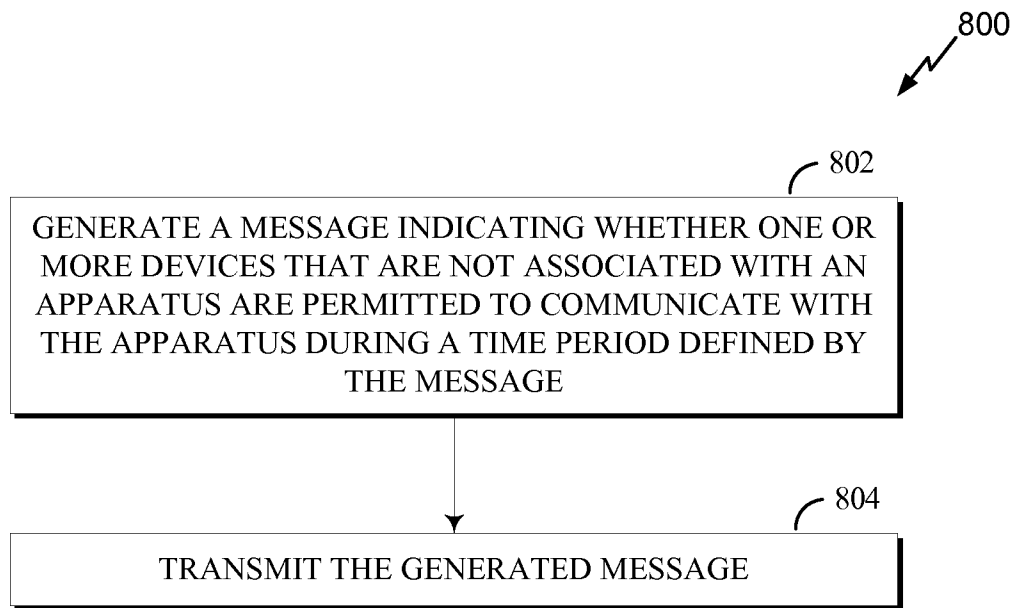 800
802
GENERATE A MESSAGE INDICATING WHETHER ONE OR
MORE DEVICES THAT ARE NOT ASSOCIATED WITH AN
APPARATUS ARE PERMITTED TO COMMUNICATE WITH
THE APPARATUS DURING A TIME PERIOD DEFINED BY
THE MESSAGE
804
TRANSMIT THE GENERATED MESSAGE